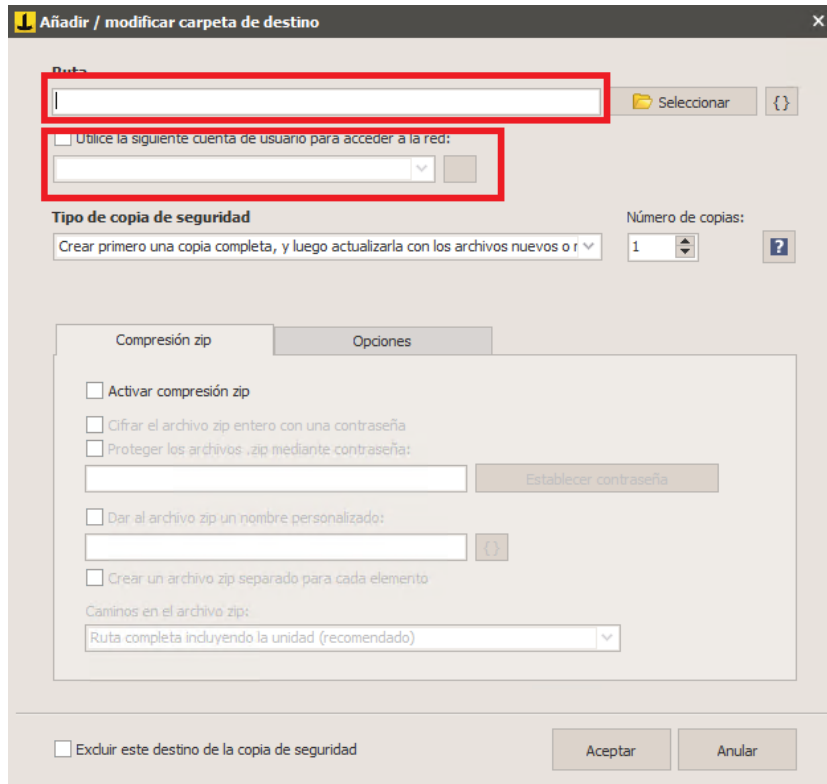 Añadir / modificar carpeta de destino
Ruta
Seleccionar
{}
Utilice la siguiente cuenta de usuario para acceder a la red:
Tipo de copia de seguridad
Número de copias:
Crear primero una copia completa, y luego actualizarla con los archivos nuevos o r
1
?
Compresión zip
Opciones
Activar compresión zip
Cifrar el archivo zip entero con una contraseña
Proteger los archivos .zip mediante contraseña:
Establecer contraseña
Dar al archivo zip un nombre personalizado:
{}
Crear un archivo zip separado para cada elemento
Caminos en el archivo zip:
Ruta completa incluyendo la unidad (recomendado)
Excluir este destino de la copia de seguridad
Aceptar
Anular